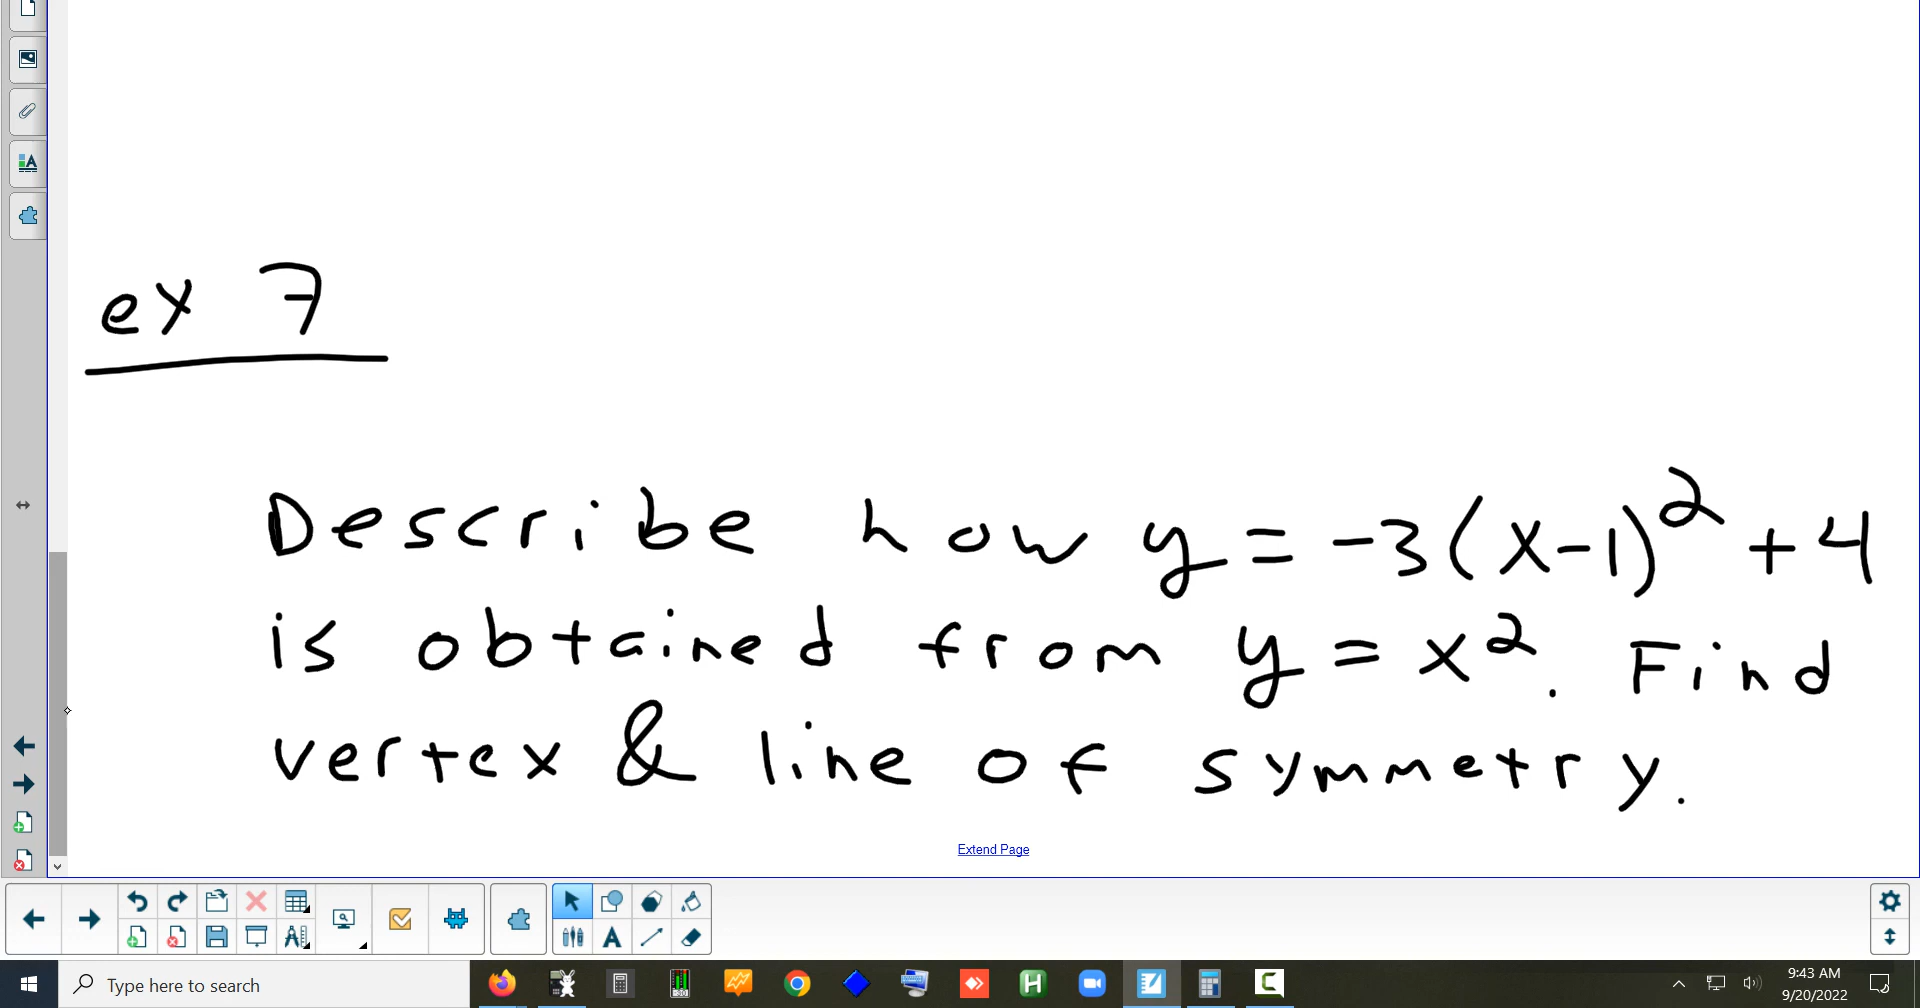 ex 7
Describe how y = -3(x-1)² + 4
is obtained from y = x². Find
vertex & line of symmetry.
Extend Page
Type here to search
9:43 AM
9/20/2022